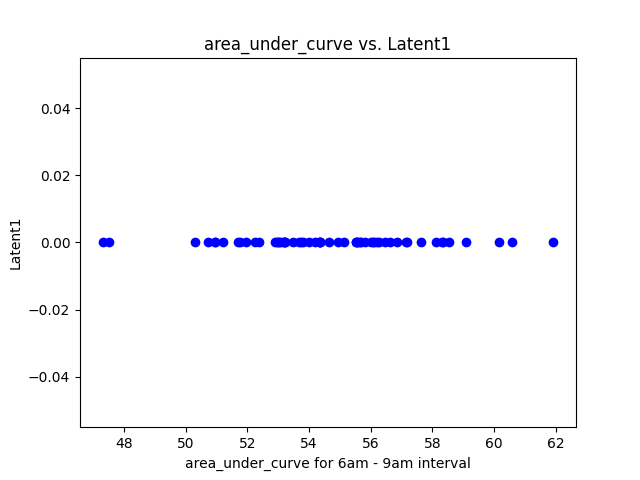 area_under_curve vs. Latent1
0.04
0.02
0.00
−0.02
−0.04
Latent1
48 50 52 54 56 58 60 62
area_under_curve for 6am - 9am interval